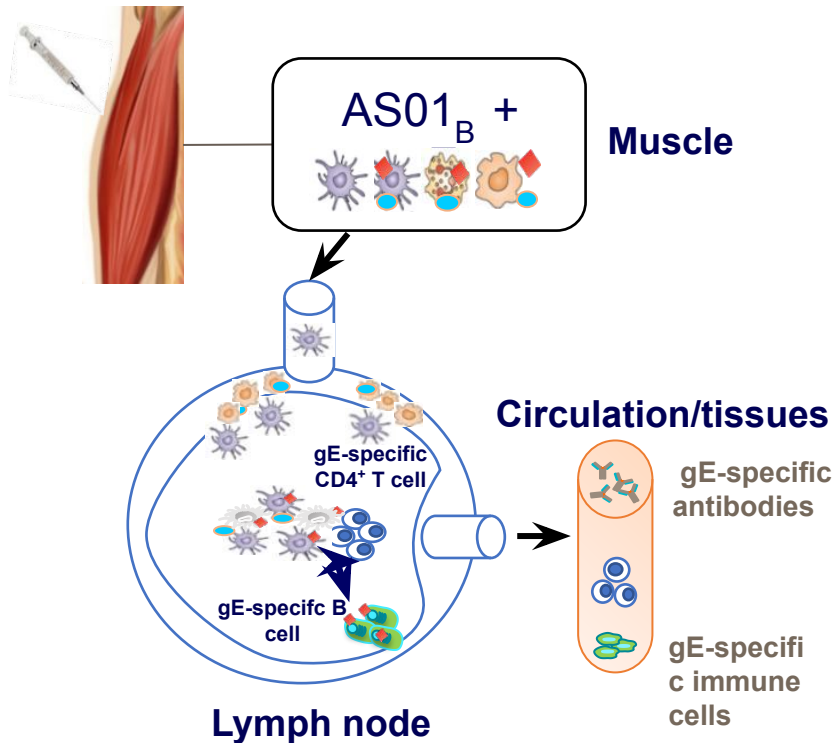 AS01B +
Muscle
Circulation/tissues
gE-specific
CD4+ T cell
gE-specific
antibodies
gE-specifc B
cell
gE-specifi
c immune
cells
Lymph node